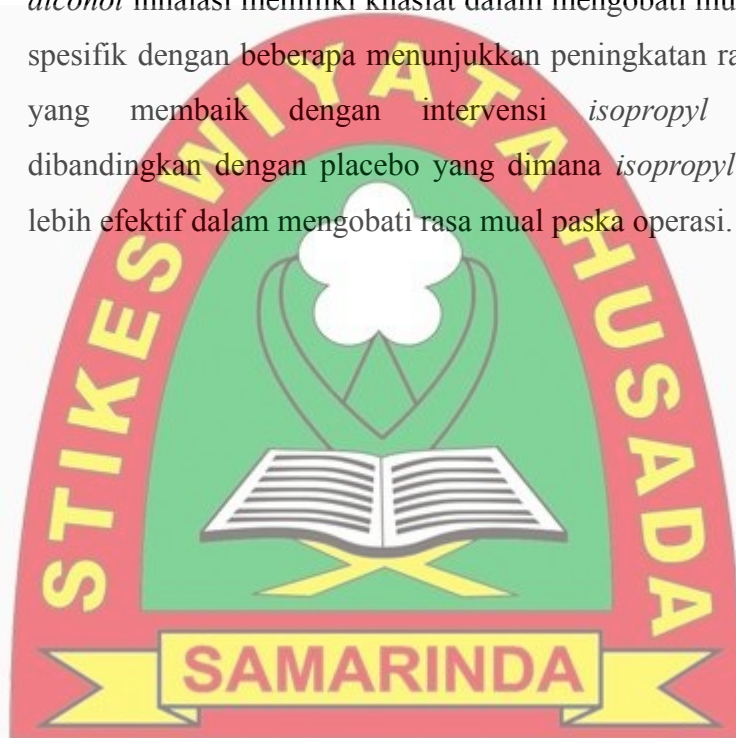 alcohol inhalasi memiliki khasiat dalam mengobati mu
spesifik dengan beberapa menunjukkan peningkatan ra
yang membaik dengan intervensi isopropyl
dibandingkan dengan placebo yang dimana isopropyl
lebih efektif dalam mengobati rasa mual paska operasi.
STIKES WIYATA HUSADA
SAMARINDA